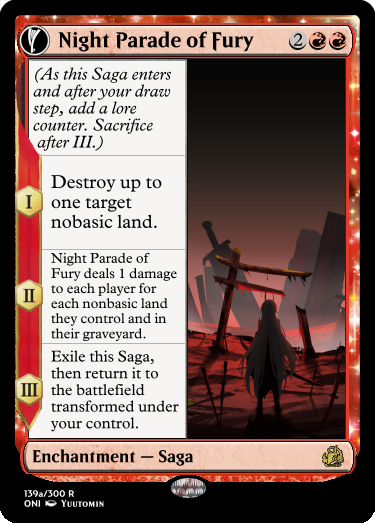 Night Parade of Fury 2
(As this Saga enters
and after your draw
step, add a lore
counter. Sacrifice
after III.)
I
Destroy up to
one target
nobasic land.
II
Night Parade of
Fury deals 1 damage
to each player for
each nonbasic land
they control and in
their graveyard.
III
Exile this Saga,
then return it to
the battlefield
transformed under
your control.
Enchantment — Saga
139a/300 R
ONI Yuutomin